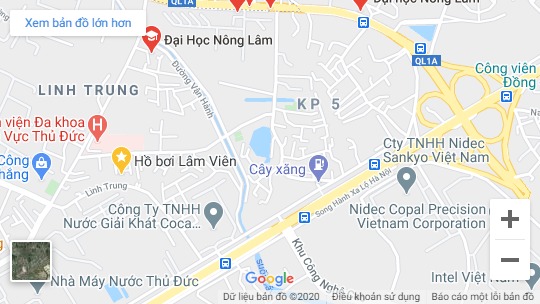 QL1A
Đại Học Nông Lâm
Xem bản đồ lớn hơn
Đại Học Nông Lâm
QL1A
Công viên
Đồng
LINH TRUNG
Đường Vận Hành
KP 5
n viện Đa khoa
Vực Thủ Đức
Cty TNHH Nidec
Sankyo Việt Nam
Công
hắng
Hồ bơi Lâm Viên
Cây xăng
Linh Trung
Song Hành Xa Lộ Hà Nội
Công Ty TNHH
Nước Giải Khát Coca...
Nidec Copal Precision
Vietnam Corporation
Khu Công Nghệ
suối
Nhà Máy Nước Thủ Đức
Google
Intel Việt Nam
Dữ liệu bản đồ ©2020
Điều khoản sử dụng
Báo cáo một lỗi bản đồ